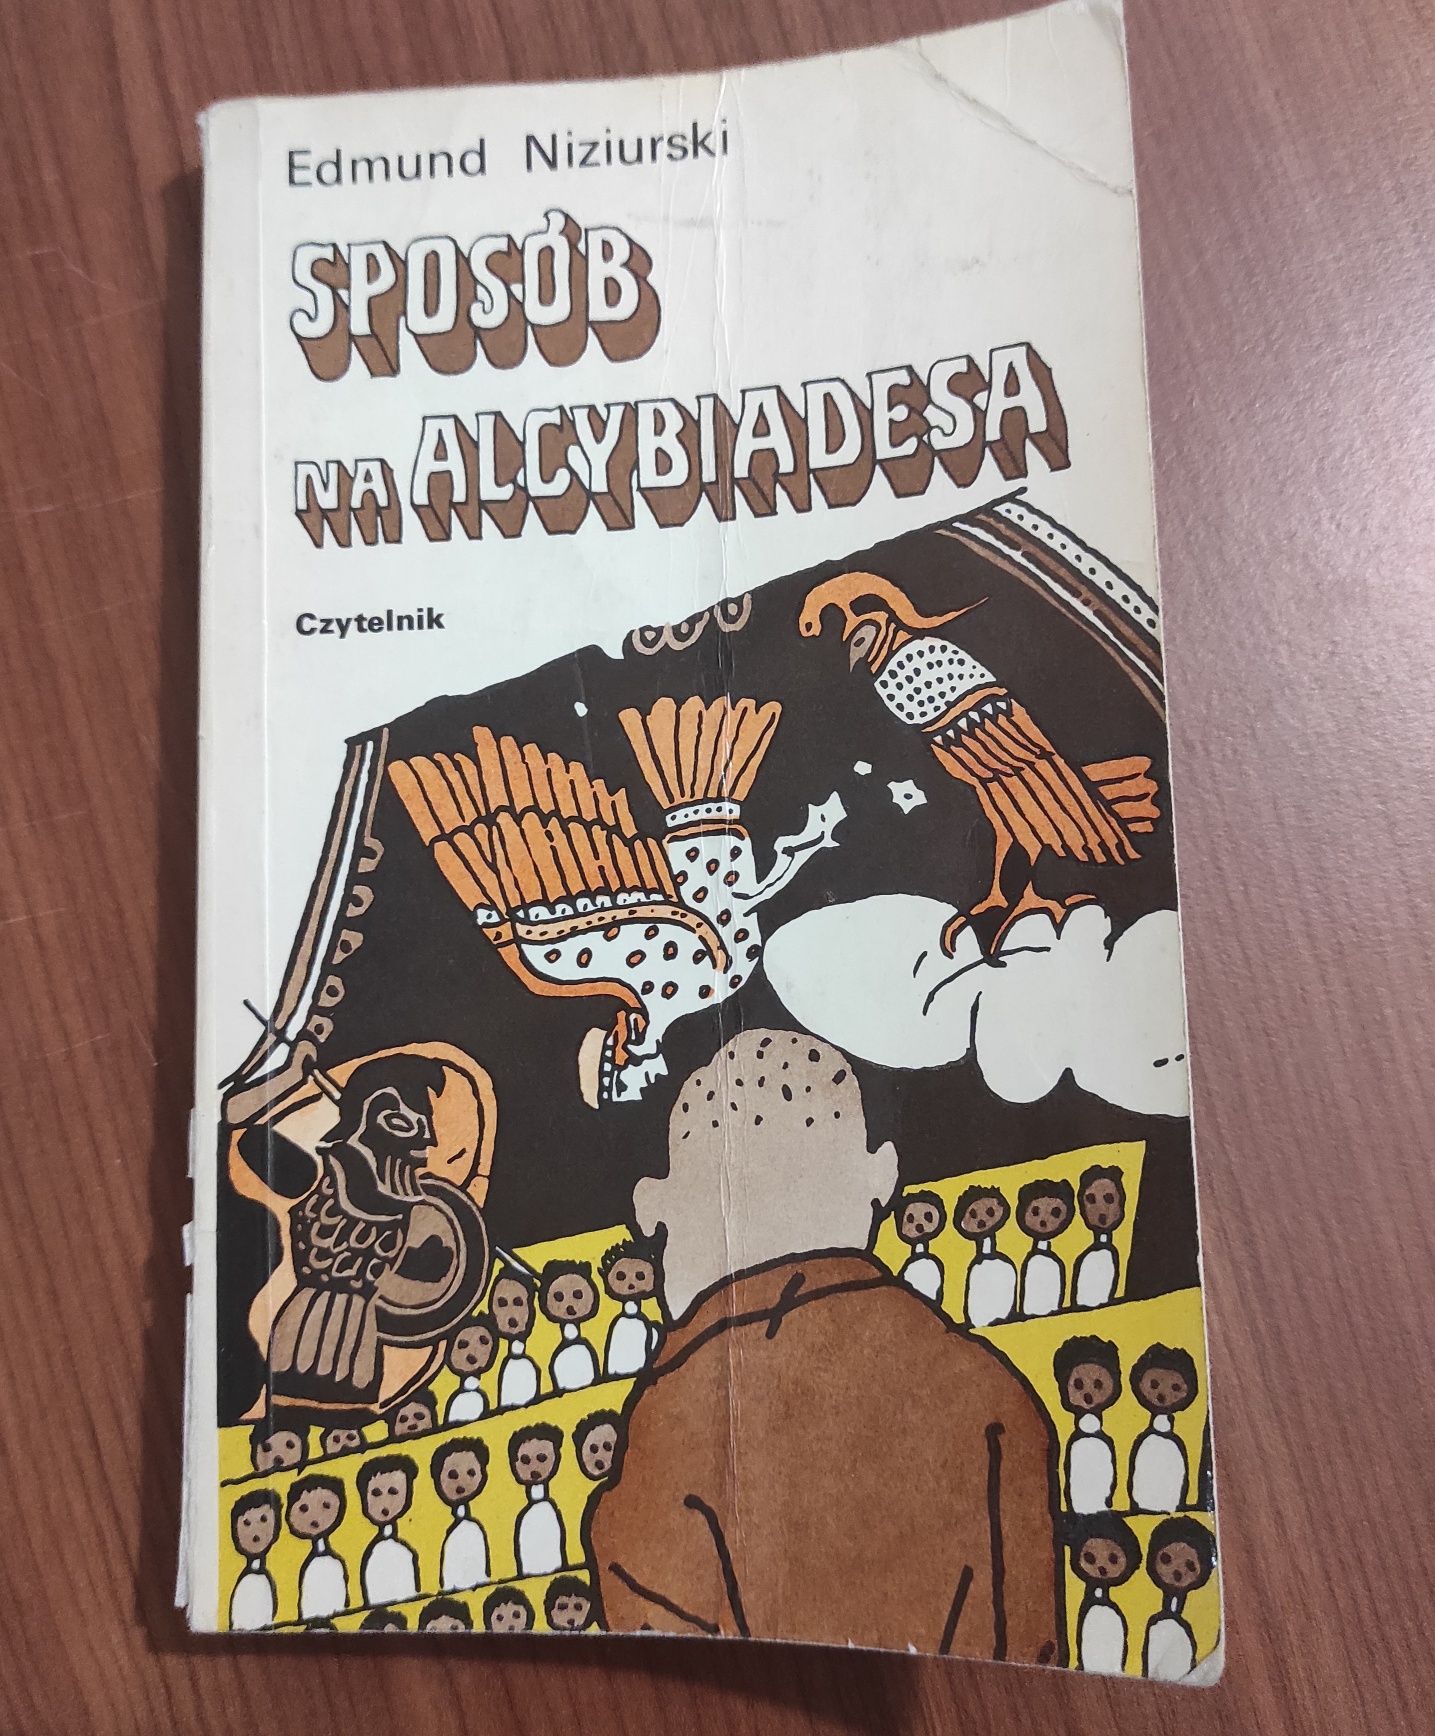 Edmund Niziurski
SPOSÓB
NA ALCYBIADESA
Czytelnik